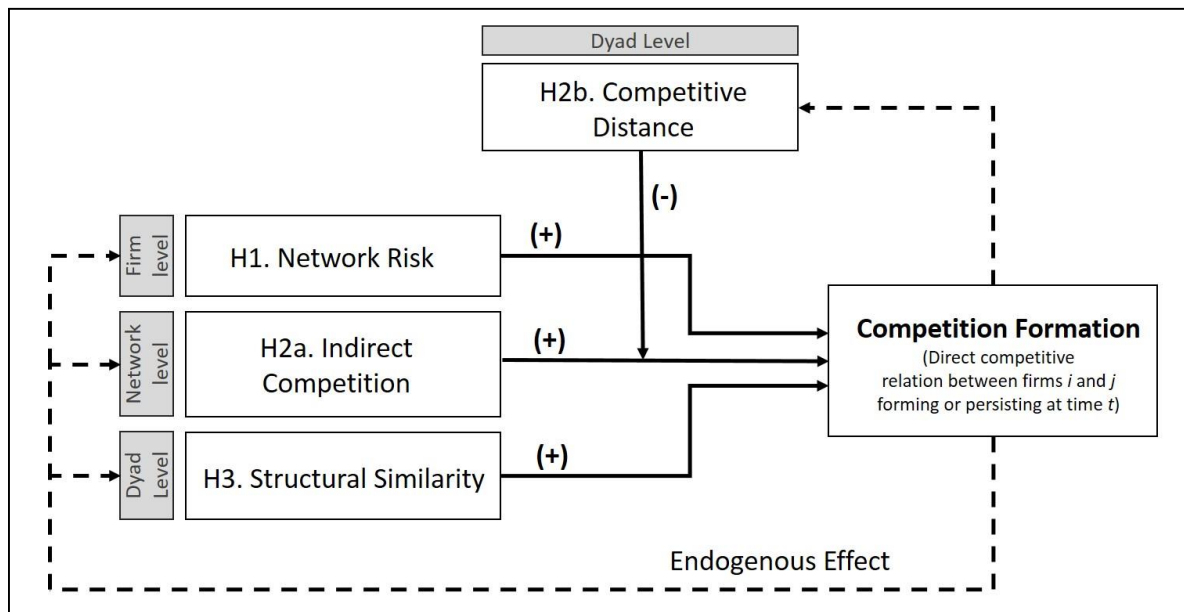 Dyad Level
H2b. Competitive
Distance
(-)
Firm
level
H1. Network Risk
(+)
Network
level
H2a. Indirect
Competition
(+)
Dyad
Level
H3. Structural Similarity
(+)
Competition Formation
(Direct competitive
relation between firms i and j
forming or persisting at time t)
Endogenous Effect